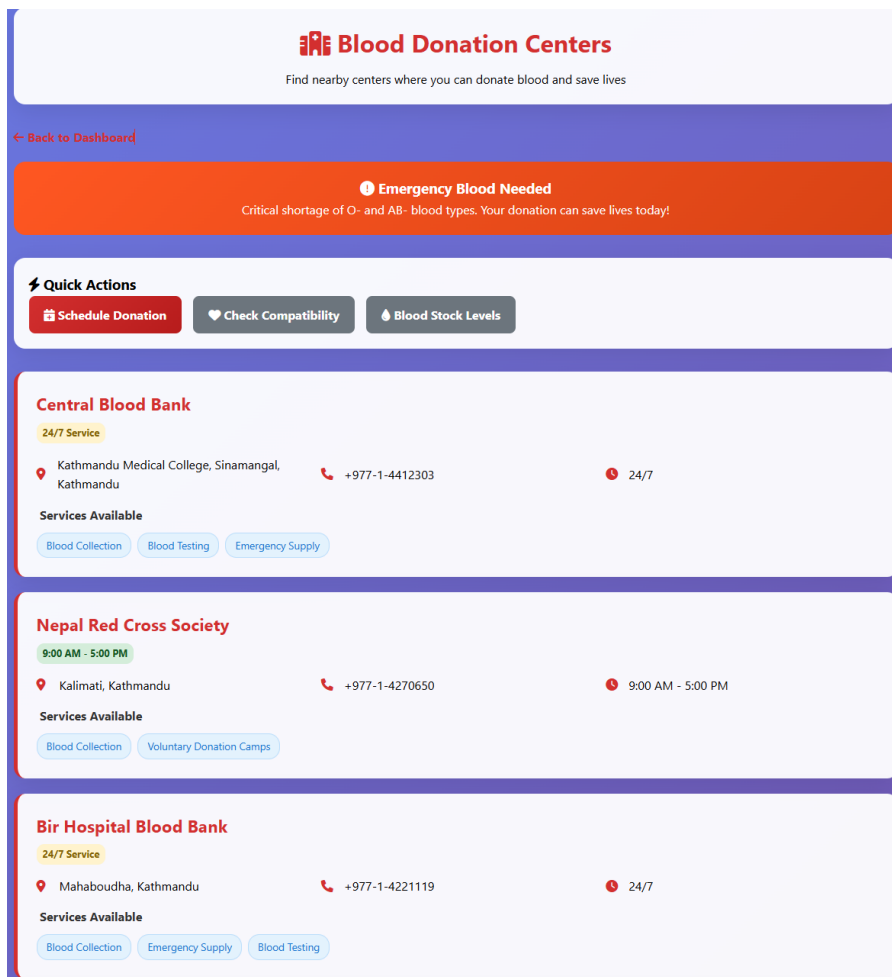 Blood Donation Centers
Find nearby centers where you can donate blood and save lives
← Back to Dashboard
Emergency Blood Needed
Critical shortage of O- and AB- blood types. Your donation can save lives today!
Quick Actions
Schedule Donation Check Compatibility Blood Stock Levels
Central Blood Bank
24/7 Service
Kathmandu Medical College, Sinamangal,
Kathmandu
+977-1-4412303
24/7
Services Available
Blood Collection Blood Testing Emergency Supply
Nepal Red Cross Society
9:00 AM - 5:00 PM
Kalimati, Kathmandu +977-1-4270650 9:00 AM - 5:00 PM
Services Available
Blood Collection Voluntary Donation Camps
Bir Hospital Blood Bank
24/7 Service
Mahaboudha, Kathmandu +977-1-4221119 24/7
Services Available
Blood Collection Emergency Supply Blood Testing